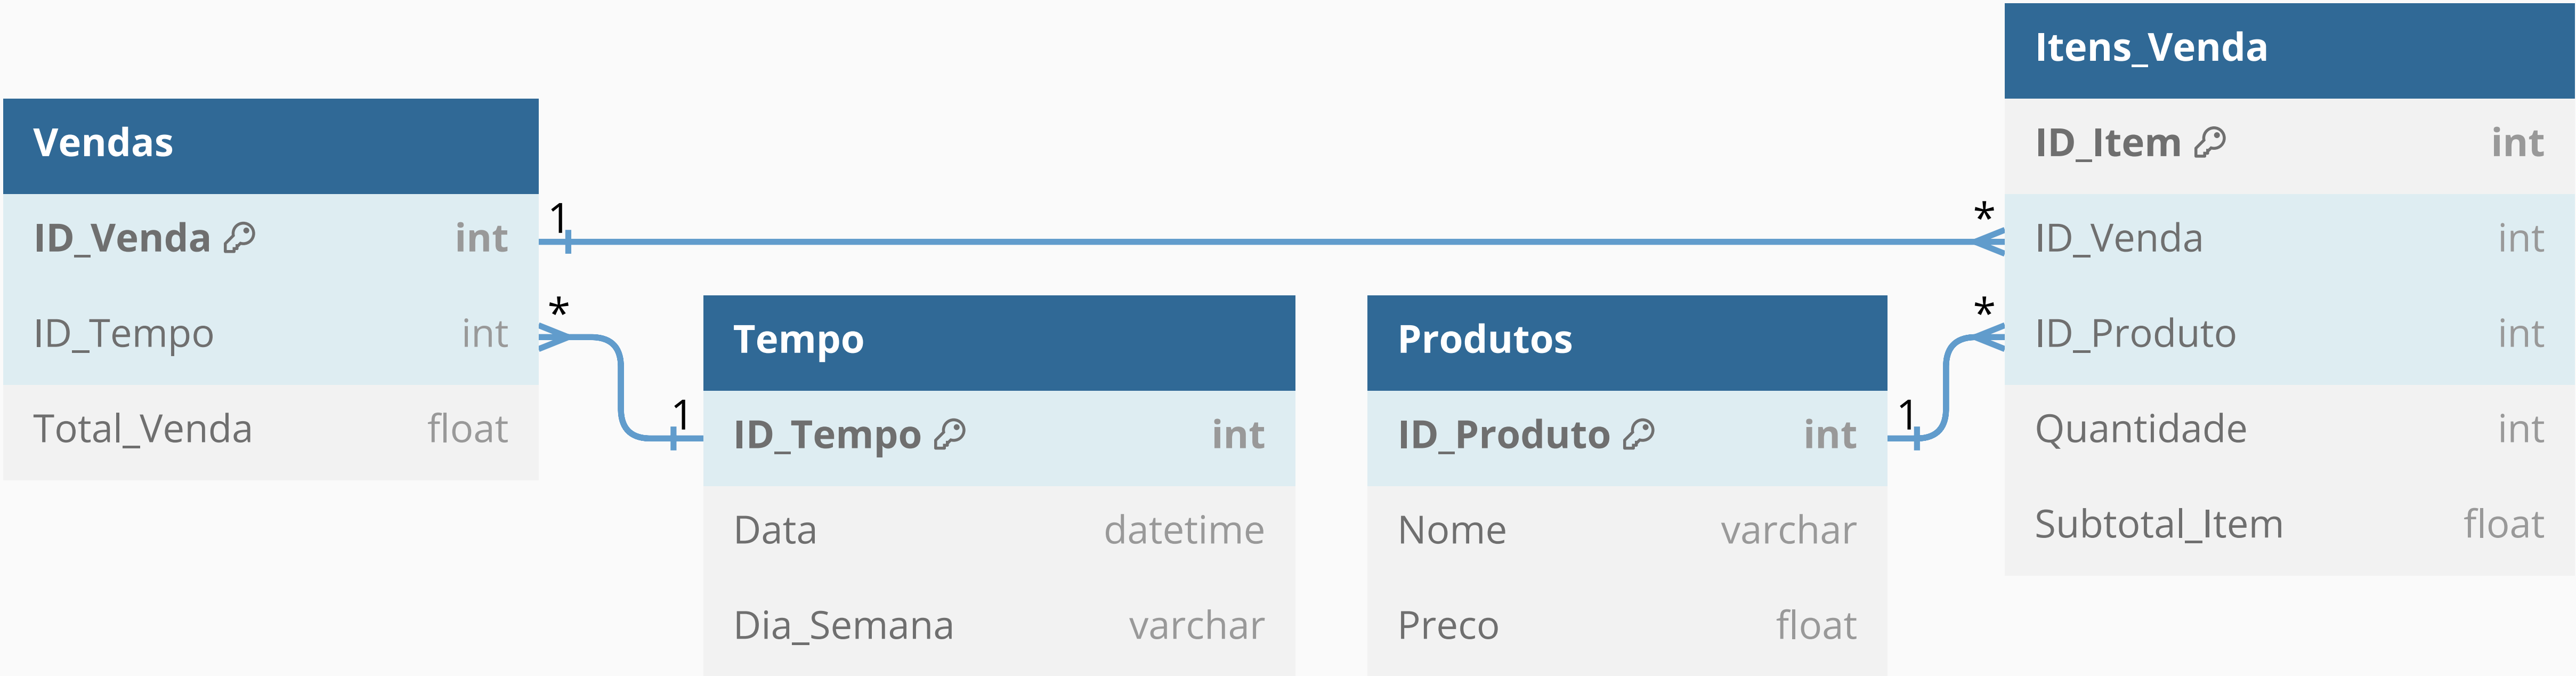 Vendas
ID_Venda int
ID_Tempo int
Total_Venda float
1
*
1
Tempo
ID_Tempo int
Data datetime
Dia_Semana varchar
Produtos
ID_Produto int
Nome varchar
Preco float
1
*
*
Itens_Venda
ID_Item int
ID_Venda int
ID_Produto int
Quantidade int
Subtotal_Item float